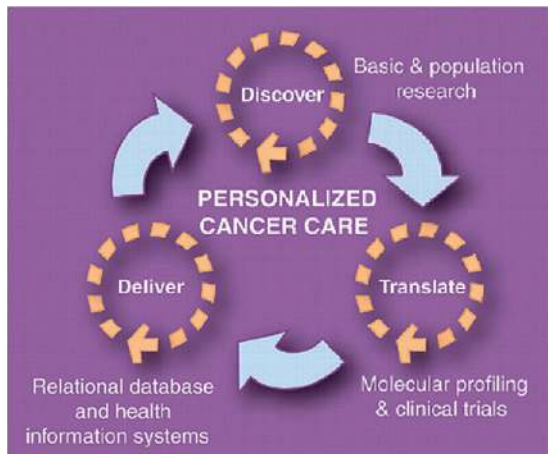 Discover
Basic & population
research
PERSONALIZED
CANCER CARE
Deliver
Translate
Relational database
and health
information systems
Molecular profiling
& clinical trials